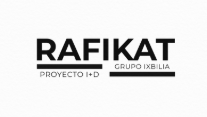 RAFIKAT
GRUPO IXBILIA
PROYECTO I+D